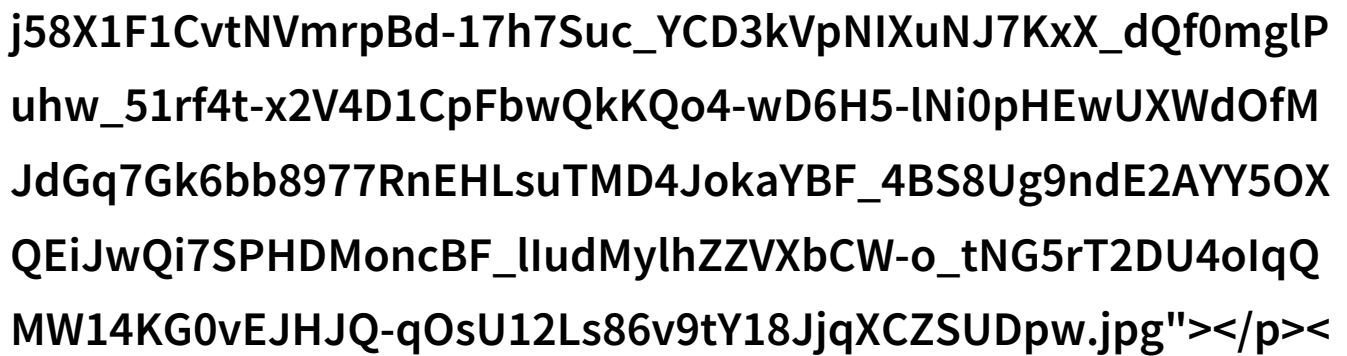 j58X1F1CvtNVmrpBd-17h7Suc_YCD3kVpNIXuNJ7KxX_dQf0mglP
uhw_51rf4t-x2V4D1CpFbwQkKQo4-wD6H5-lNi0pHEwUXWdOfM
JdGq7Gk6bb8977RnEHLsuTMD4JokaYBF_4BS8Ug9ndE2AYY5OX
QEiJwQi7SPHDMoncBF_lIudMylhZZVXbCW-o_tNG5rT2DU4oIqQ
MW14KG0vEJHJQ-qOsU12Ls86v9tY18JjqXCZSUDpw.jpg"></p><